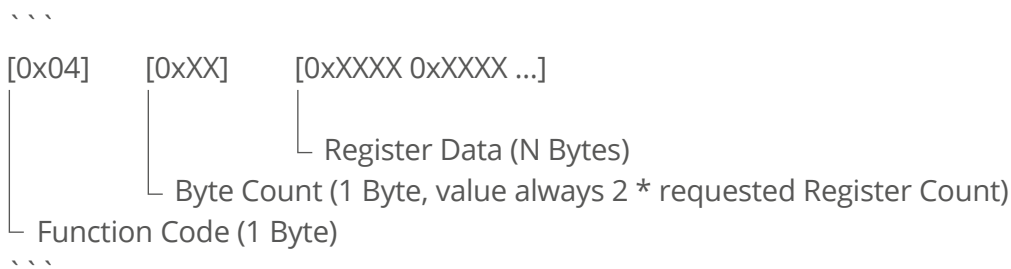 ```
[0x04] [0xXX] [0xXXXX 0xXXXX ...]
Register Data (N Bytes)
Byte Count (1 Byte, value always 2 * requested Register Count)
Function Code (1 Byte)
```